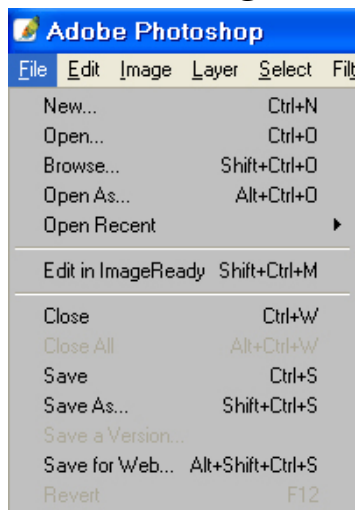 Adobe Photoshop
File Edit Image Layer Select Filt
New... Ctrl+N
Open... Ctrl+O
Browse... Shift+Ctrl+O
Open As... Alt+Ctrl+O
Open Recent
Edit in ImageReady Shift+Ctrl+M
Close Ctrl+W
Close All Alt+Ctrl+W
Save Ctrl+S
Save As... Shift+Ctrl+S
Save a Version...
Save for Web... Alt+Shift+Ctrl+S
Revert F12